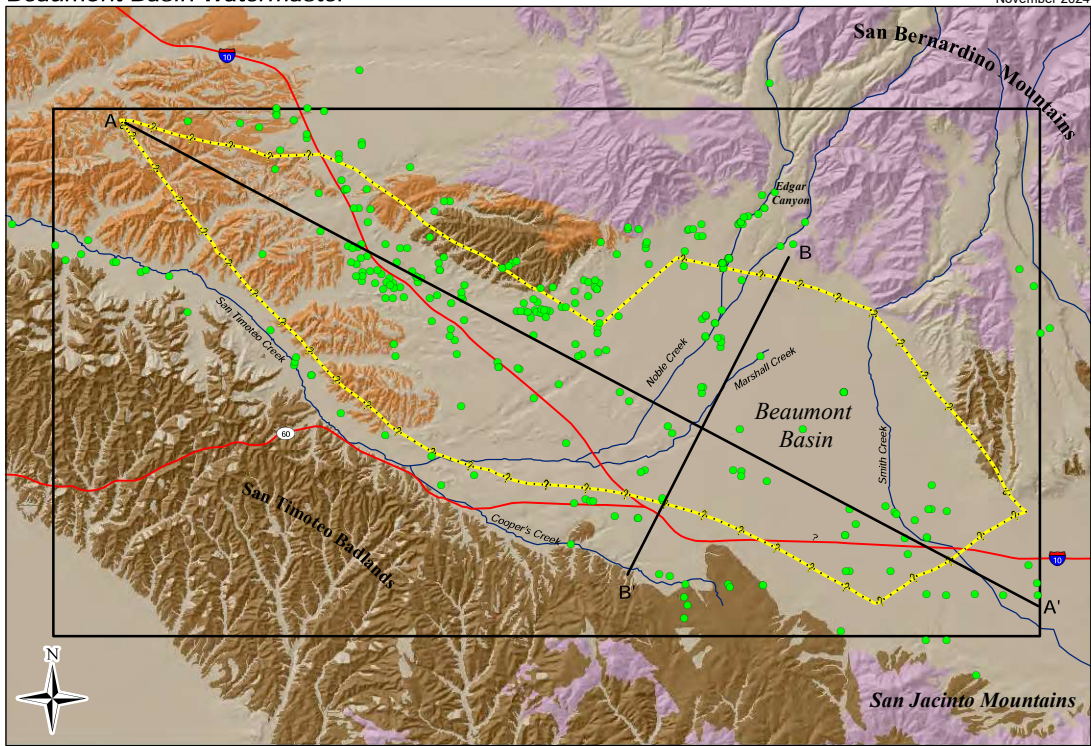 Beaumont Basin Watermaster
November 2024
San Bernardino Mountains
10
A
Edgar
Canyon
B
San Timoteo Creek
Noble Creek
Marshall Creek
Beaumont
Basin
60
Smith Creek
San Timoteo Badlands
Cooper's Creek
?
10
B'
A'
N
San Jacinto Mountains